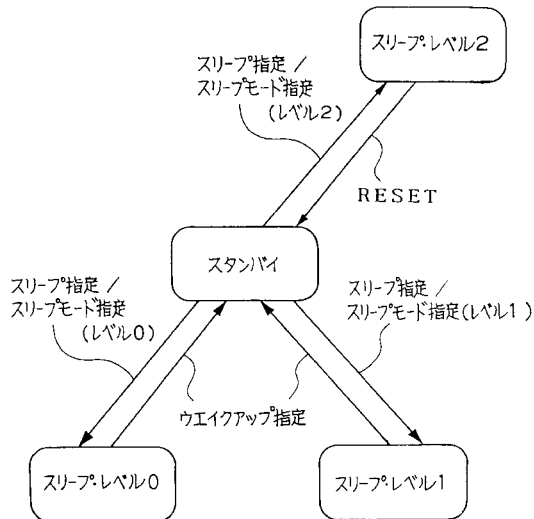 スリープ・レベル2
スリープ指定 /
スリープモード指定
(レベル2)
RESET
スタンバイ
スリープ指定 /
スリープモード指定
(レベル0)
スリープ指定 /
スリープモード指定(レベル1)
ウエイクアップ指定
スリープ・レベル0
スリープ・レベル1